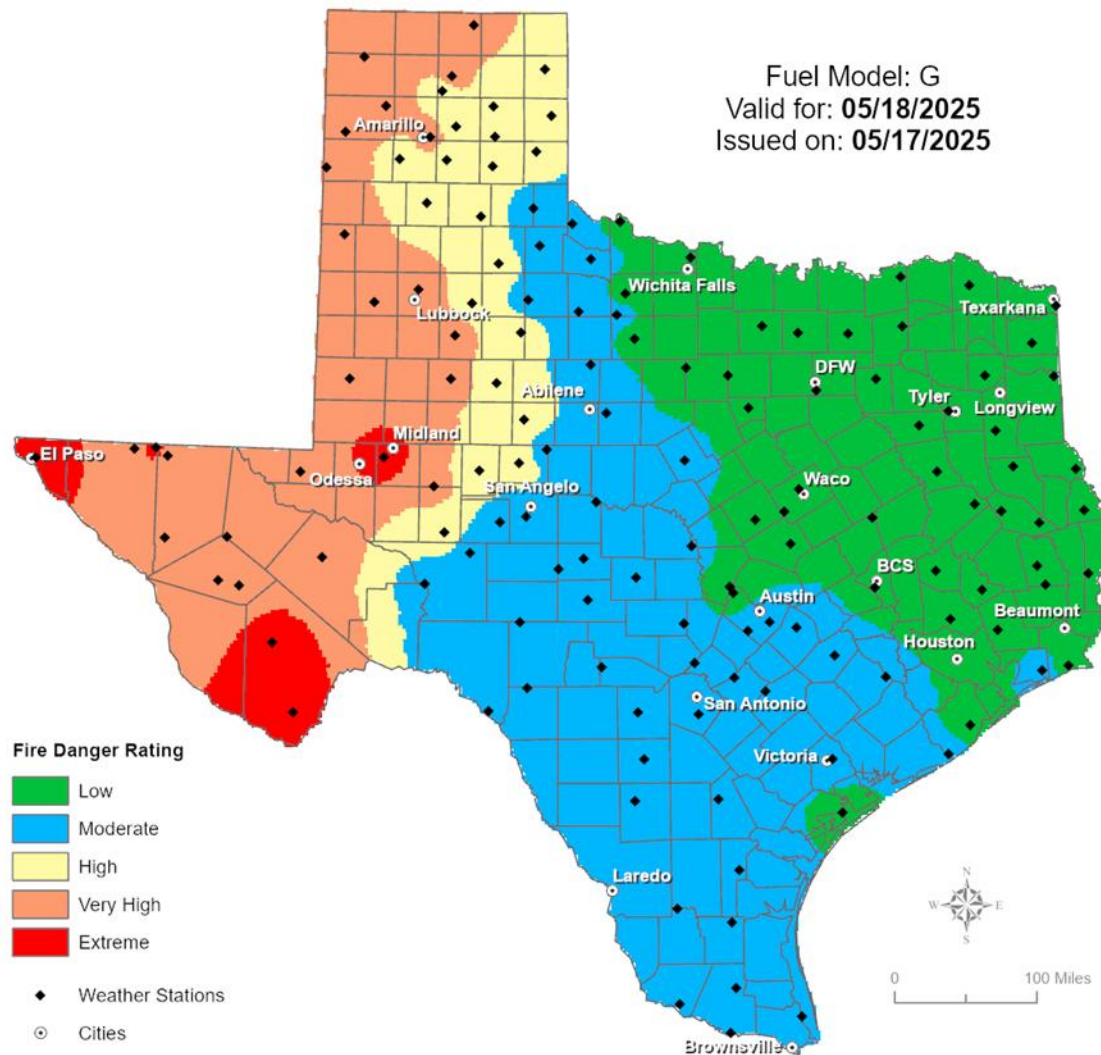 Fuel Model: G
Valid for: 05/18/2025
Issued on: 05/17/2025
Amarillo
Wichita Falls
Texarkana
Lubbock
DFW
Abilene
Tyler
Longview
Midland
El Paso
Odessa
San Angelo
Waco
BCS
Austin
Beaumont
Houston
San Antonio
Victoria
Laredo
Brownsville
Fire Danger Rating
Low
Moderate
High
Very High
Extreme
Weather Stations
Cities
N
W E
S
0 100 Miles